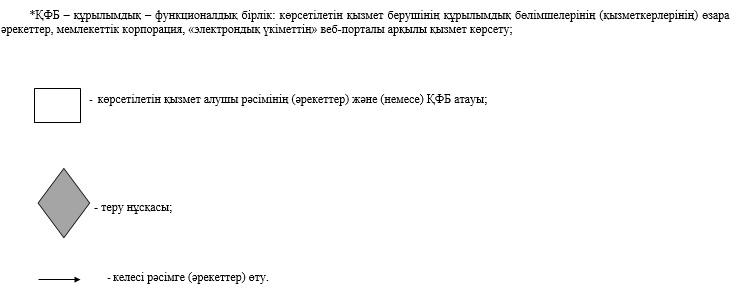 *ҚФБ – құрылымдық – функционалдық бірлік: көрсетілетін қызмет берушінің құрылымдық бөлімшелерінің (қызметкерлерінің) өзара
әрекеттер, мемлекеттік корпорация, «электрондық үкіметтің» веб-порталы арқылы қызмет көрсету;
- көрсетілетін қызмет алушы рәсімінің (әрекеттер) және (немесе) ҚФБ атауы;
- теру нұсқасы;
- келесі рәсімге (әрекеттер) өту.